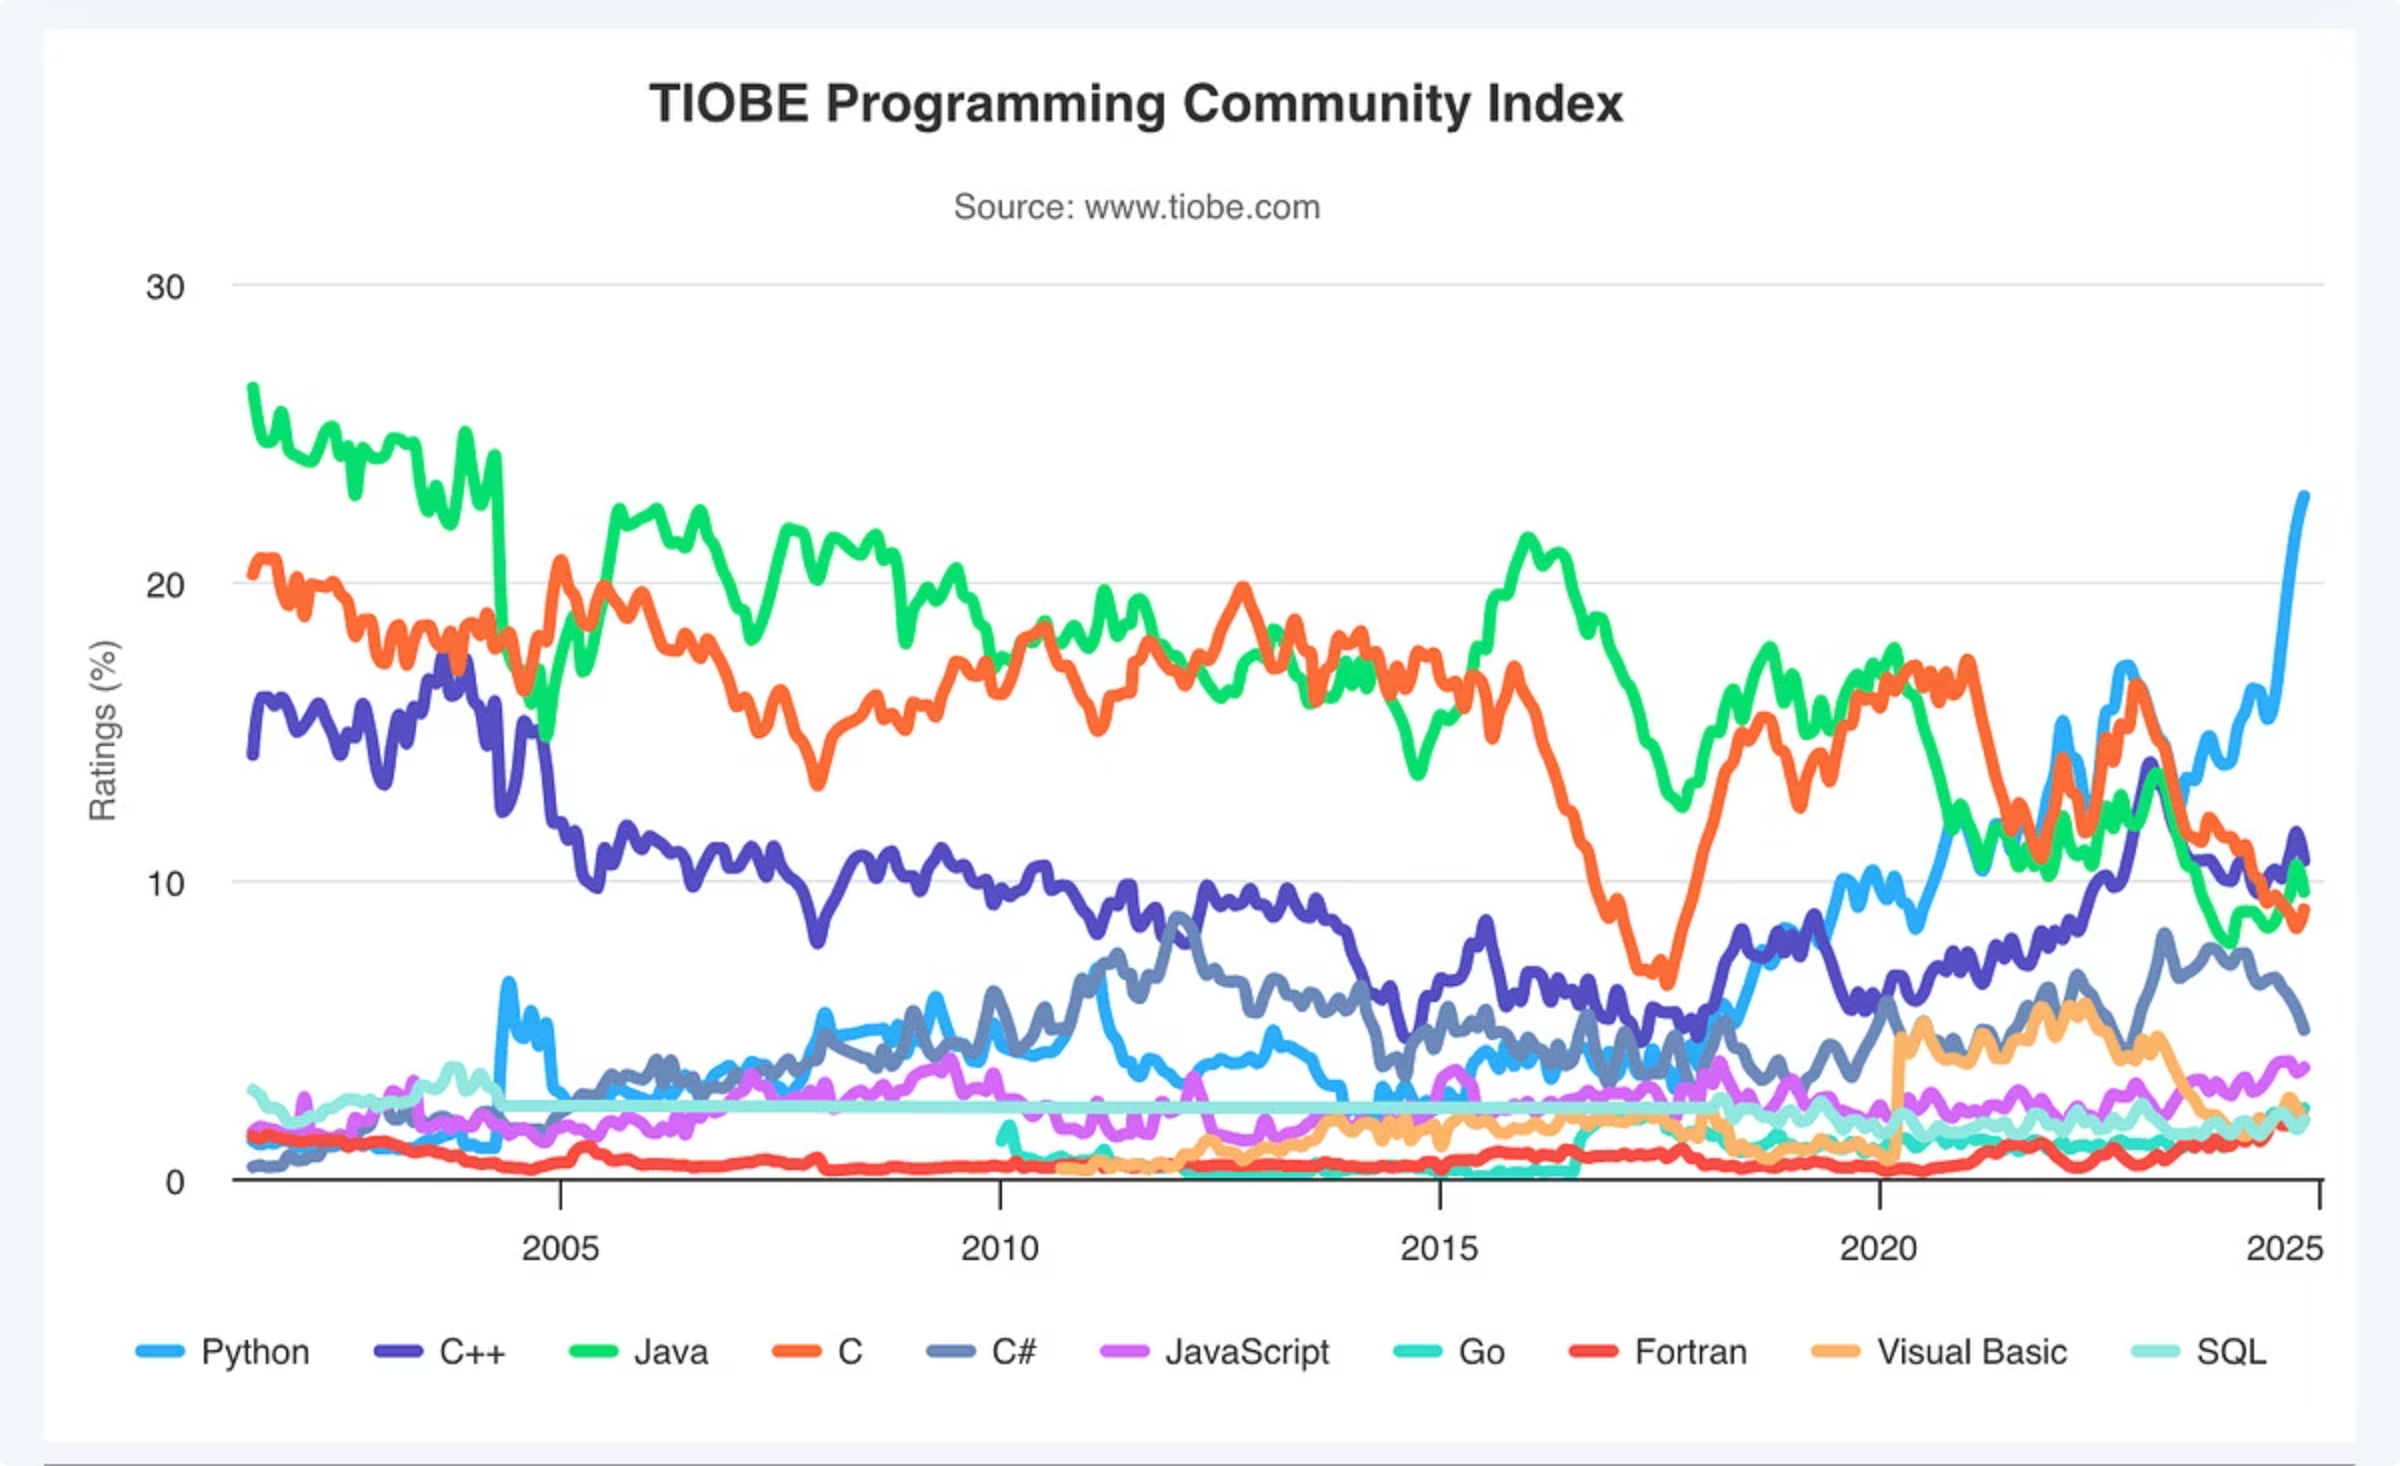 TIOBE Programming Community Index
Source: www.tiobe.com
Ratings (%)
30
20
10
0
2005 2010 2015 2020 2025
Python C++ Java C C# JavaScript Go Fortran Visual Basic SQL